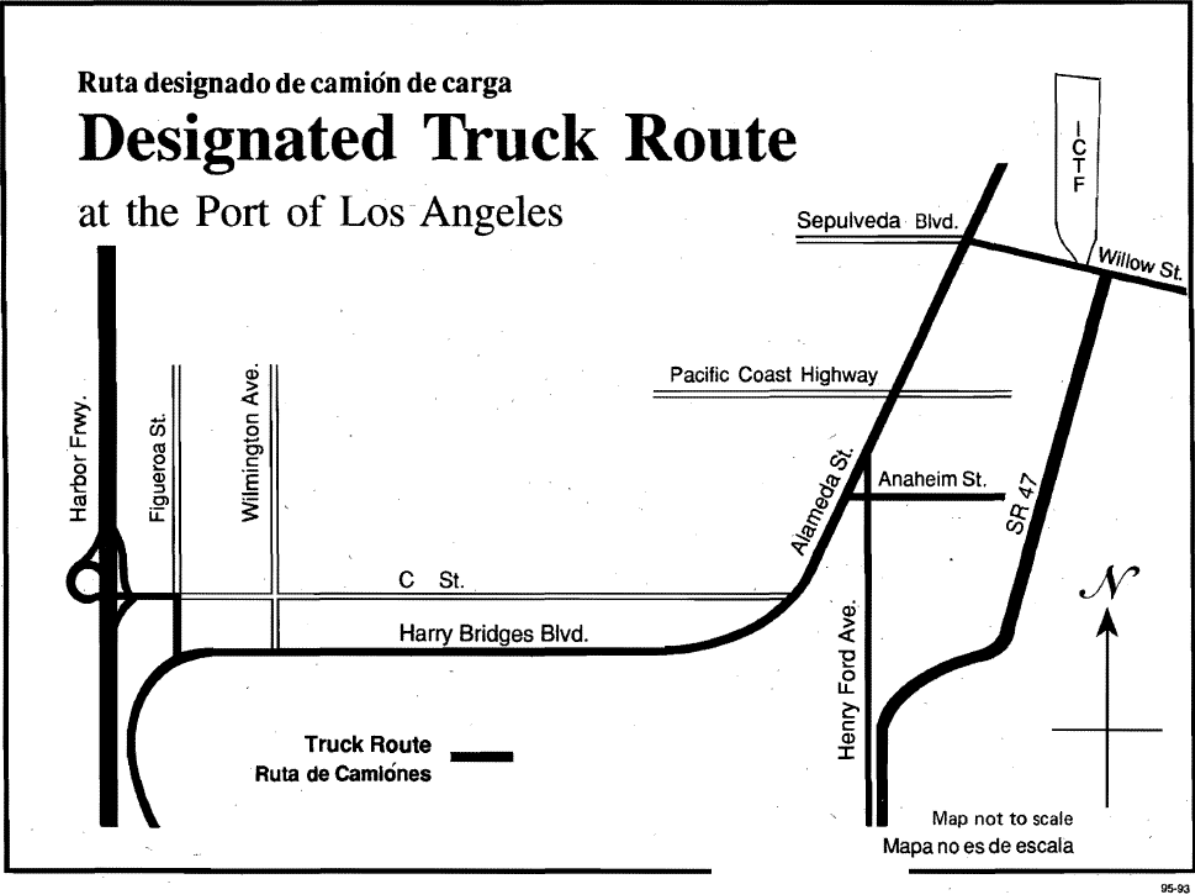 Ruta designado de camión de carga
Designated Truck Route
at the Port of Los Angeles
ICTF
Sepulveda Blvd.
Willow St.
Pacific Coast Highway
Harbor Frwy.
Figueroa St.
Wilmington Ave.
Alameda St.
Anaheim St.
SR 47
C St.
Harry Bridges Blvd.
Henry Ford Ave.
N
Truck Route
Ruta de Camiónes
Map not to scale
Mapa no es de escala
95-93